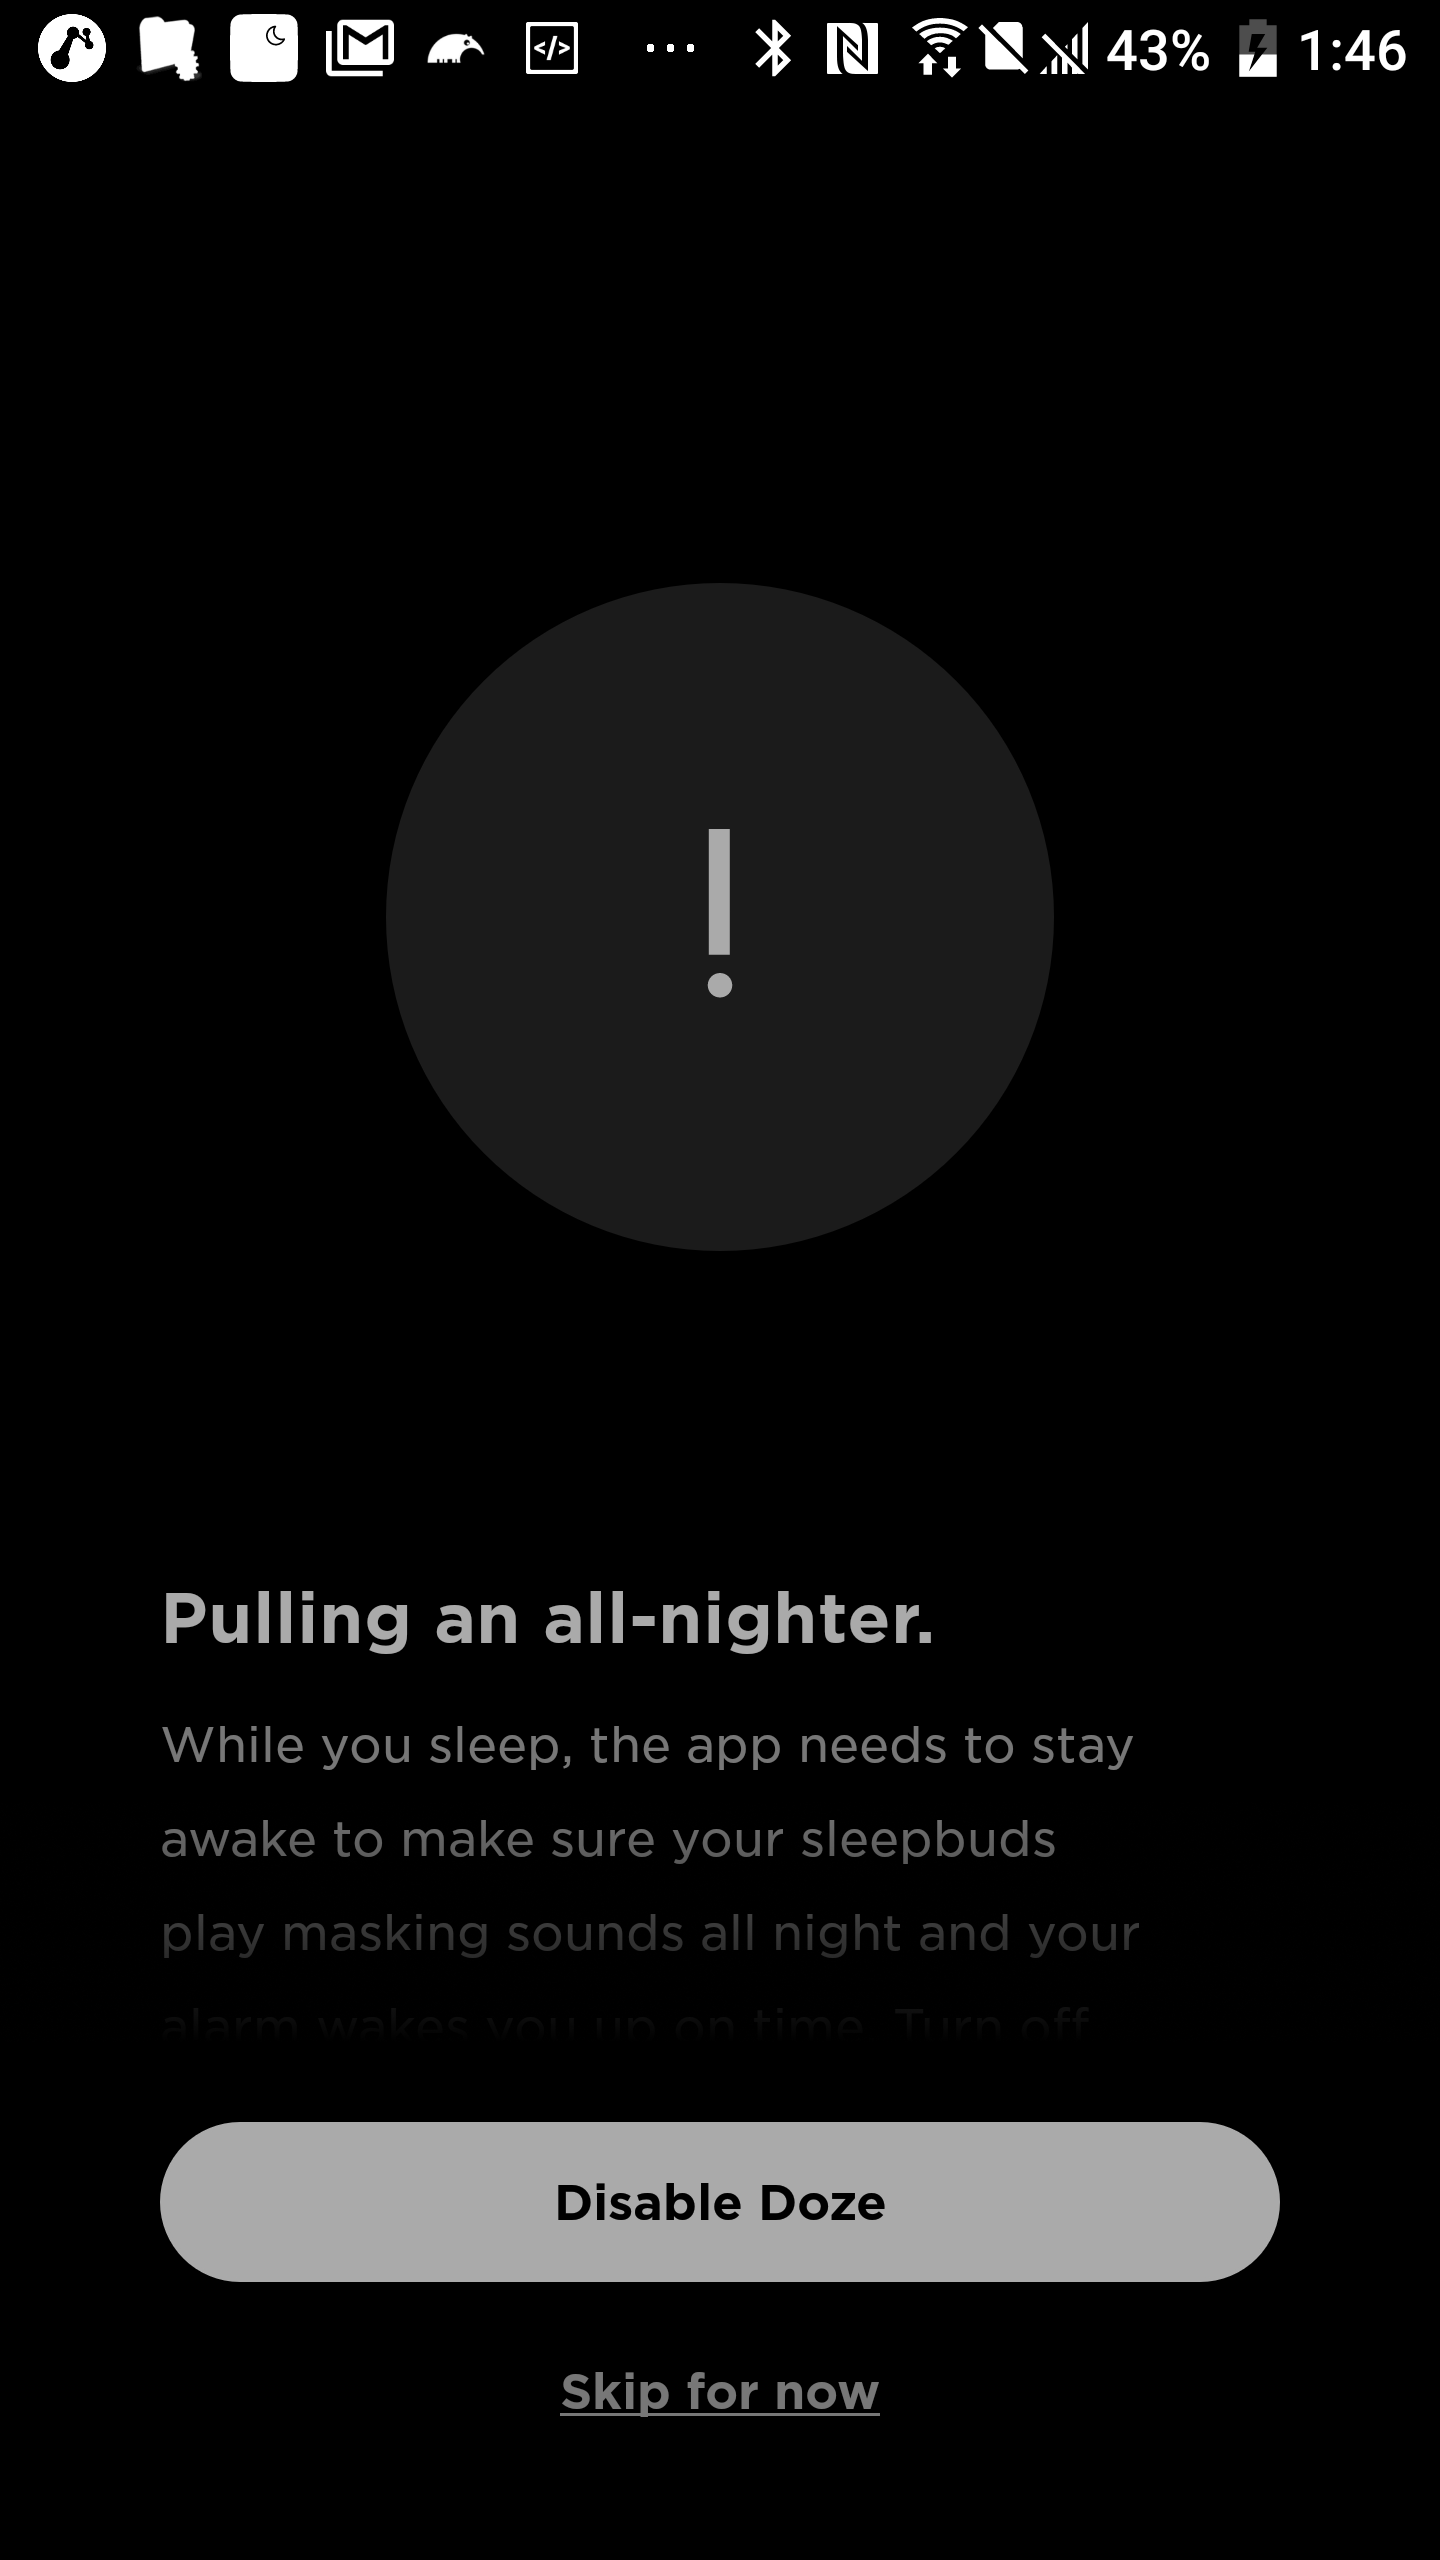 43% 1:46
Pulling an all-nighter.
While you sleep, the app needs to stay
awake to make sure your sleepbuds
play masking sounds all night and your
alarm wakes you up on time. Turn off
Disable Doze
Skip for now